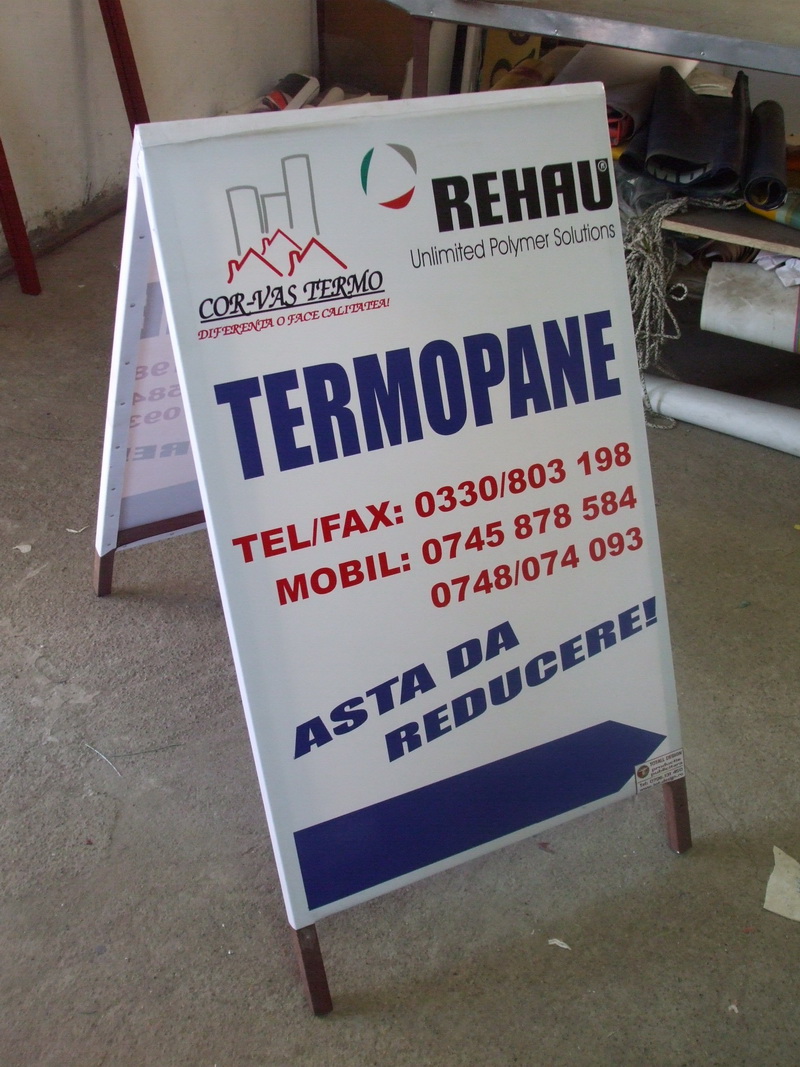 REHAU®
Unlimited Polymer Solutions
COR-VAS TERMO
DIFERENTA O FACE CALITATEA!
TERMOPANE
TEL/FAX: 0330/803 198
MOBIL: 0745 878 584
0748/074 093
ASTA DA
REDUCERE!